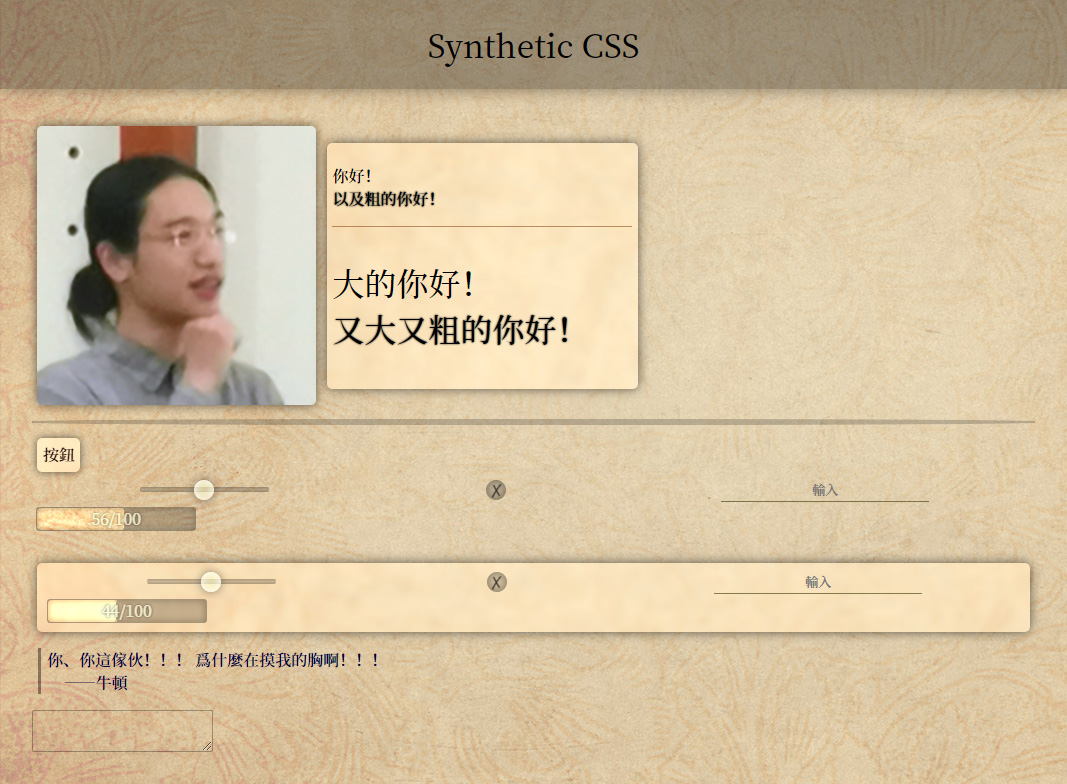 Synthetic CSS
你好！
以及粗的你好！
大的你好！
又大又粗的你好！
按鈕
X
輸入
56/100
X
輸入
44/100
你、你這傢伙！！！ 爲什麼在摸我的胸啊！！！
——牛頓